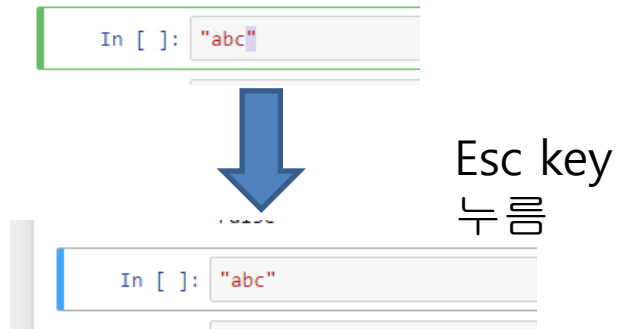 In [ ]: "abc"
Esc key
누름
In [ ]: "abc"